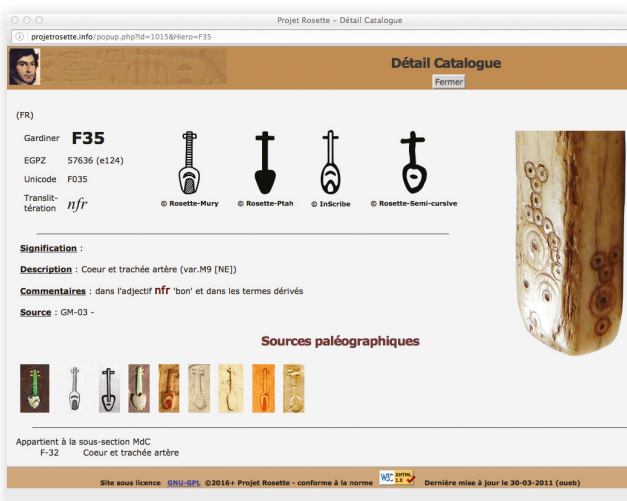 Projet Rosette – Détail Catalogue
projetrosette.info/popup.php?Id=1015&Hiero=F35
Détail Catalogue
Fermer
(FR)
Gardiner F35
EGPZ 57636 (e124)
Unicode F035
Translit-
tération nfr
© Rosette-Mury © Rosette-Ptah © InScribe © Rosette-Semi-cursive
Signification :
Description : Coeur et trachée artère (var.M9 [NE])
Commentaires : dans l'adjectif nfr 'bon' et dans les termes dérivés
Source : GM-03 -
Sources paléographiques
Appartient à la sous-section MdC
F-32 Coeur et trachée artère
Site sous licence GNU-GPL ©2016+ Projet Rosette - conforme à la norme W3C XHTML 1.0 Dernière mise à jour le 30-03-2011 (oueb)